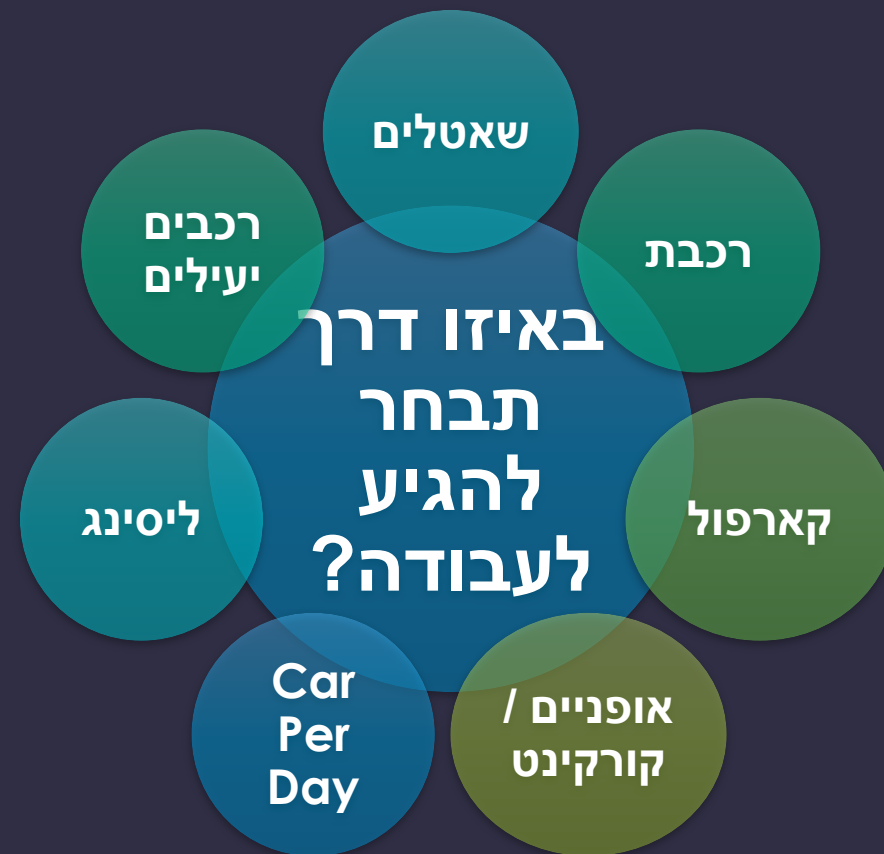 שאטלים
רכבת
קארפול
אופניים /
קורקינט
Car
Per
Day
ליסינג
רכבים
יעילים
באיזו דרך
תבחר
להגיע
לעבודה?